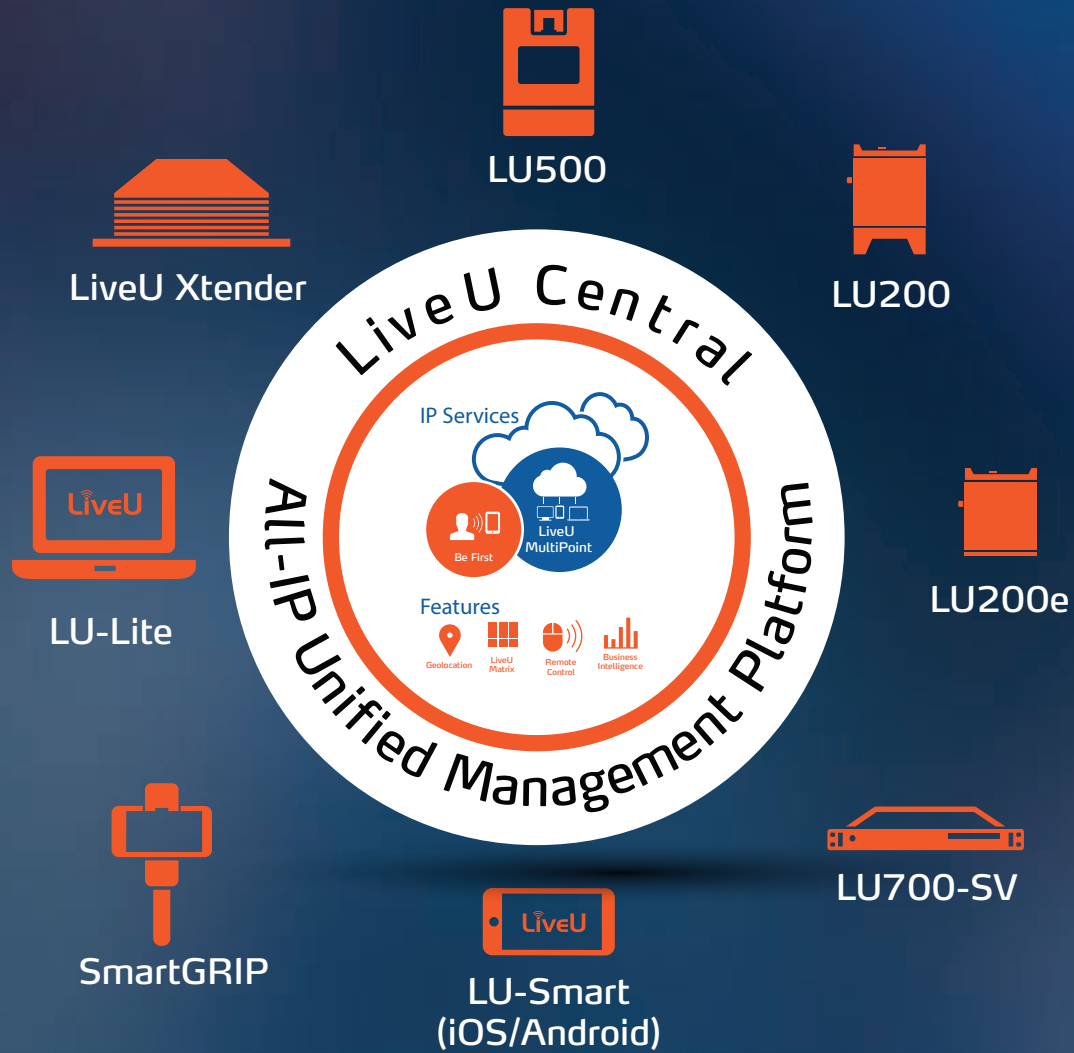 LU500
LiveU Xtender
LU200
LiveU Central
IP Services
LiveU
MultiPoint
Be First
Features
Geolocation
LiveU
Matrix
Remote
Control
Business
Intelligence
All-IP Unified Management Platform
LiveU
LU-Lite
LU200e
SmartGRIP
LU700-SV
LiveU
LU-Smart
(iOS/Android)